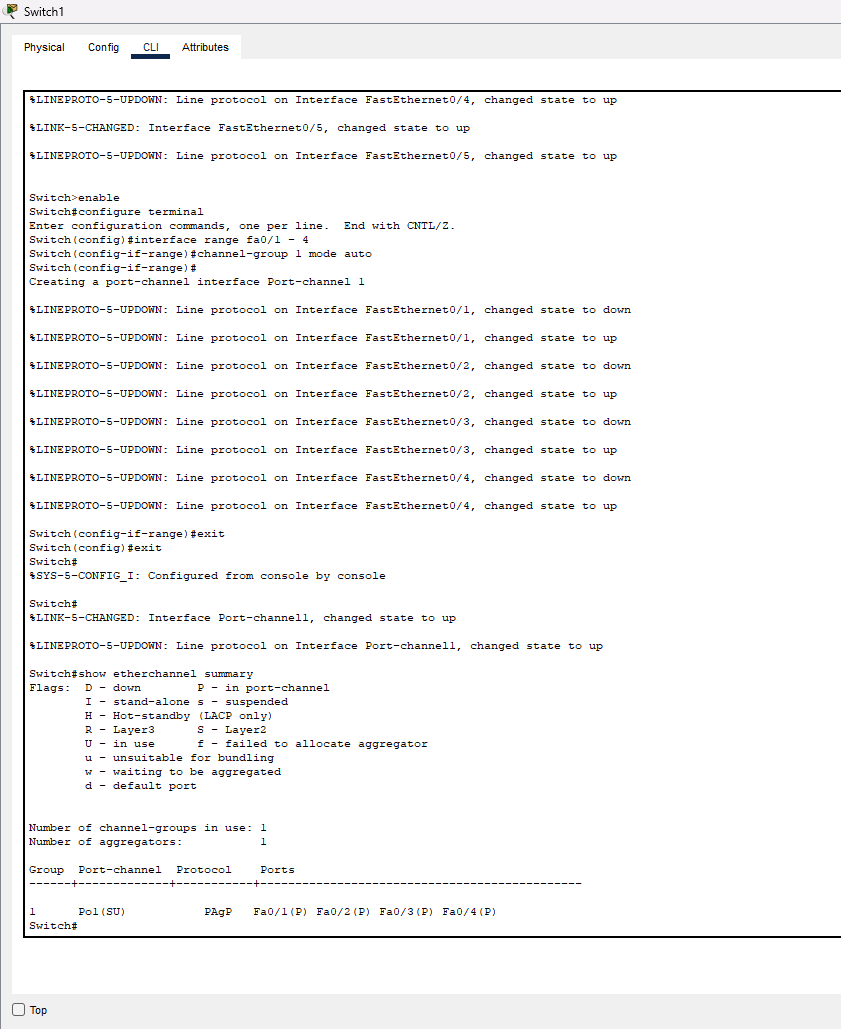 Switch1
Physical Config CLI Attributes
%LINEPROTO-5-UPDOWN: Line protocol on Interface FastEthernet0/4, changed state to up
%LINK-5-CHANGED: Interface FastEthernet0/5, changed state to up
%LINEPROTO-5-UPDOWN: Line protocol on Interface FastEthernet0/5, changed state to up
Switch>enable
Switch#configure terminal
Enter configuration commands, one per line.  End with CNTL/Z.
Switch(config)#interface range fa0/1 - 4
Switch(config-if-range)#channel-group 1 mode auto
Switch(config-if-range)#
Creating a port-channel interface Port-channel 1
%LINEPROTO-5-UPDOWN: Line protocol on Interface FastEthernet0/1, changed state to down
%LINEPROTO-5-UPDOWN: Line protocol on Interface FastEthernet0/1, changed state to up
%LINEPROTO-5-UPDOWN: Line protocol on Interface FastEthernet0/2, changed state to down
%LINEPROTO-5-UPDOWN: Line protocol on Interface FastEthernet0/2, changed state to up
%LINEPROTO-5-UPDOWN: Line protocol on Interface FastEthernet0/3, changed state to down
%LINEPROTO-5-UPDOWN: Line protocol on Interface FastEthernet0/3, changed state to up
%LINEPROTO-5-UPDOWN: Line protocol on Interface FastEthernet0/4, changed state to down
%LINEPROTO-5-UPDOWN: Line protocol on Interface FastEthernet0/4, changed state to up
Switch(config-if-range)#exit
Switch(config)#exit
Switch#
%SYS-5-CONFIG_I: Configured from console by console
Switch#
%LINK-5-CHANGED: Interface Port-channel1, changed state to up
%LINEPROTO-5-UPDOWN: Line protocol on Interface Port-channel1, changed state to up
Switch#show etherchannel summary
Flags:  D - down        P - in port-channel
        I - stand-alone s - suspended
        H - Hot-standby (LACP only)
        R - Layer3      S - Layer2
        U - in use      f - failed to allocate aggregator
        u - unsuitable for bundling
        w - waiting to be aggregated
        d - default port
Number of channel-groups in use: 1
Number of aggregators:           1
Group  Port-channel  Protocol    Ports
------+-------------+-----------+----------------------------------------------
1      Po1(SU)           PAgP   Fa0/1(P) Fa0/2(P) Fa0/3(P) Fa0/4(P)
Switch#
Top